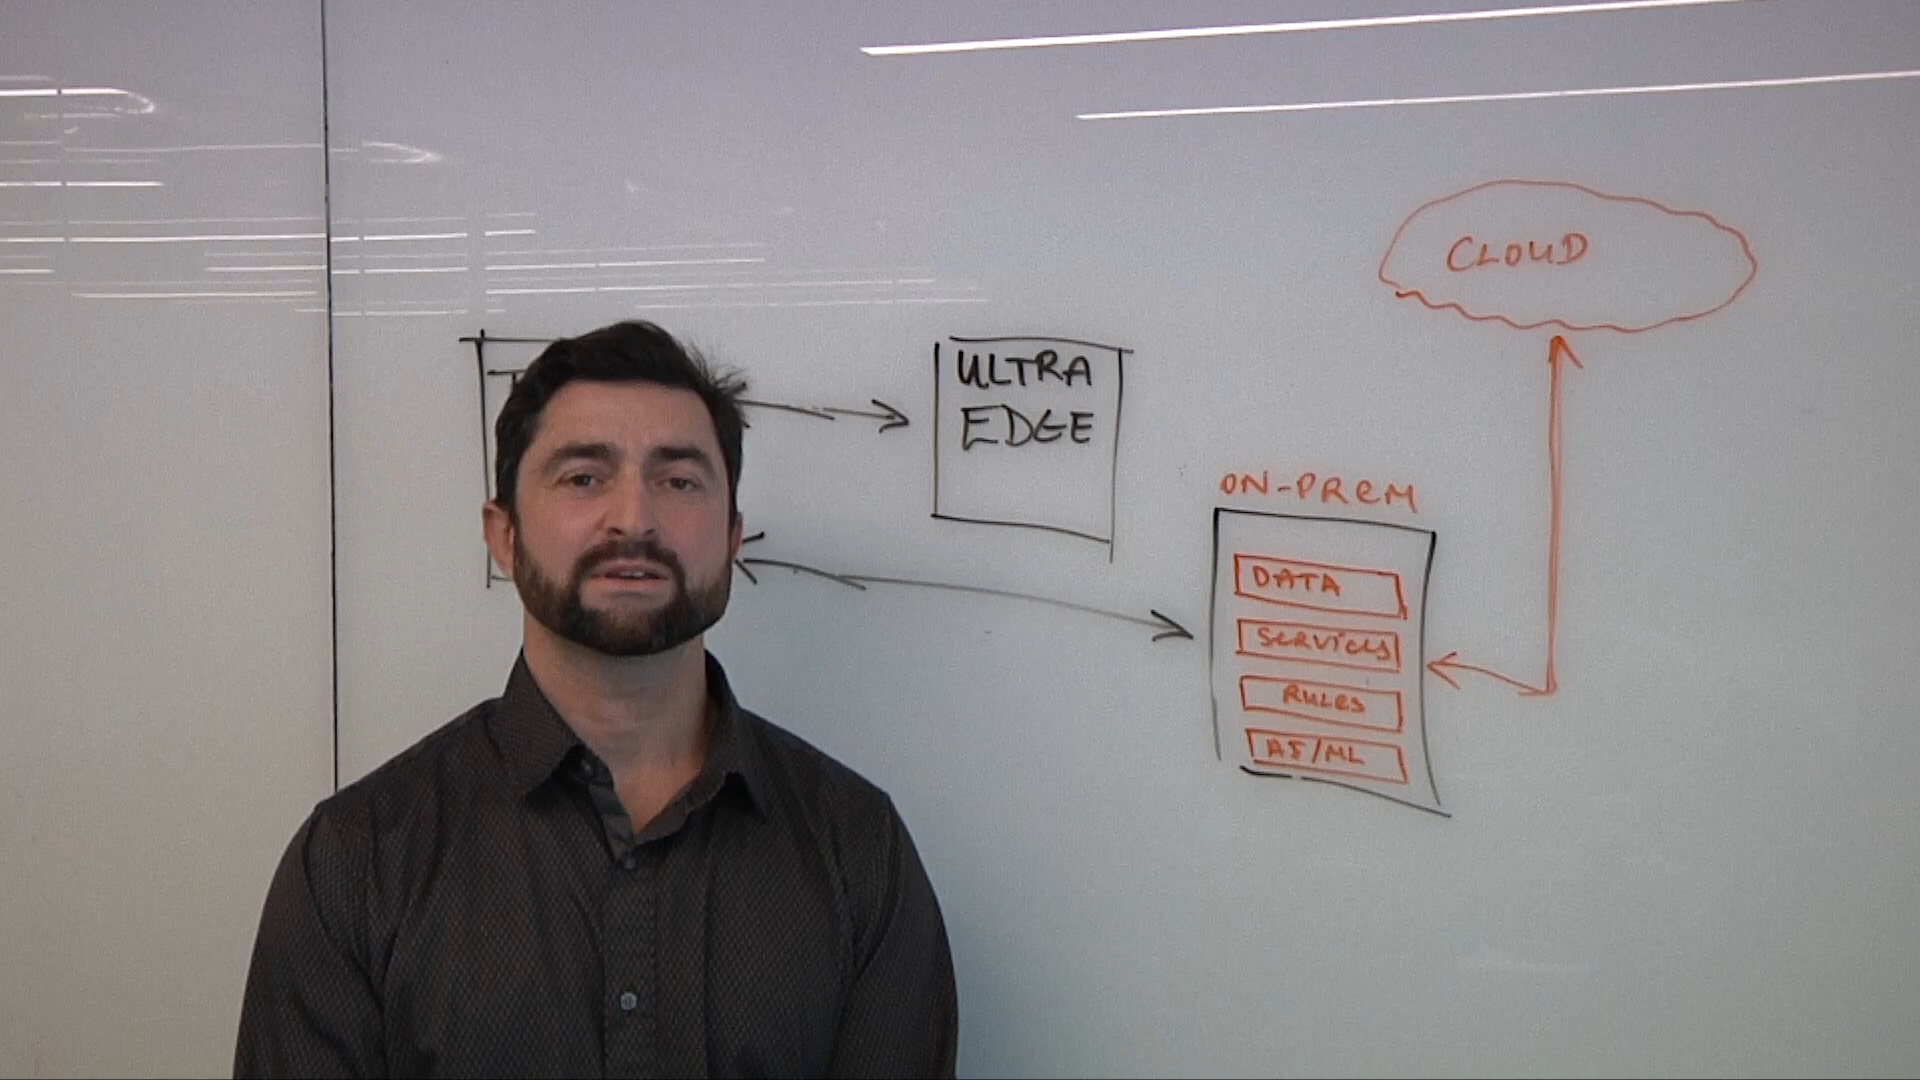 CLOUD
ULTRA
EDGE
ON-PREM
DATA
SERVICES
RULES
AI/ML